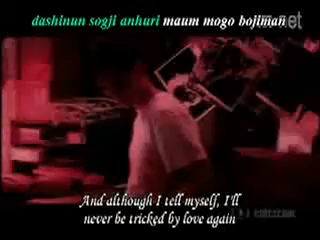 dashinun sogji anhuri maum mogo bojiman
And although I tell myself, I'll
never be tricked by love again